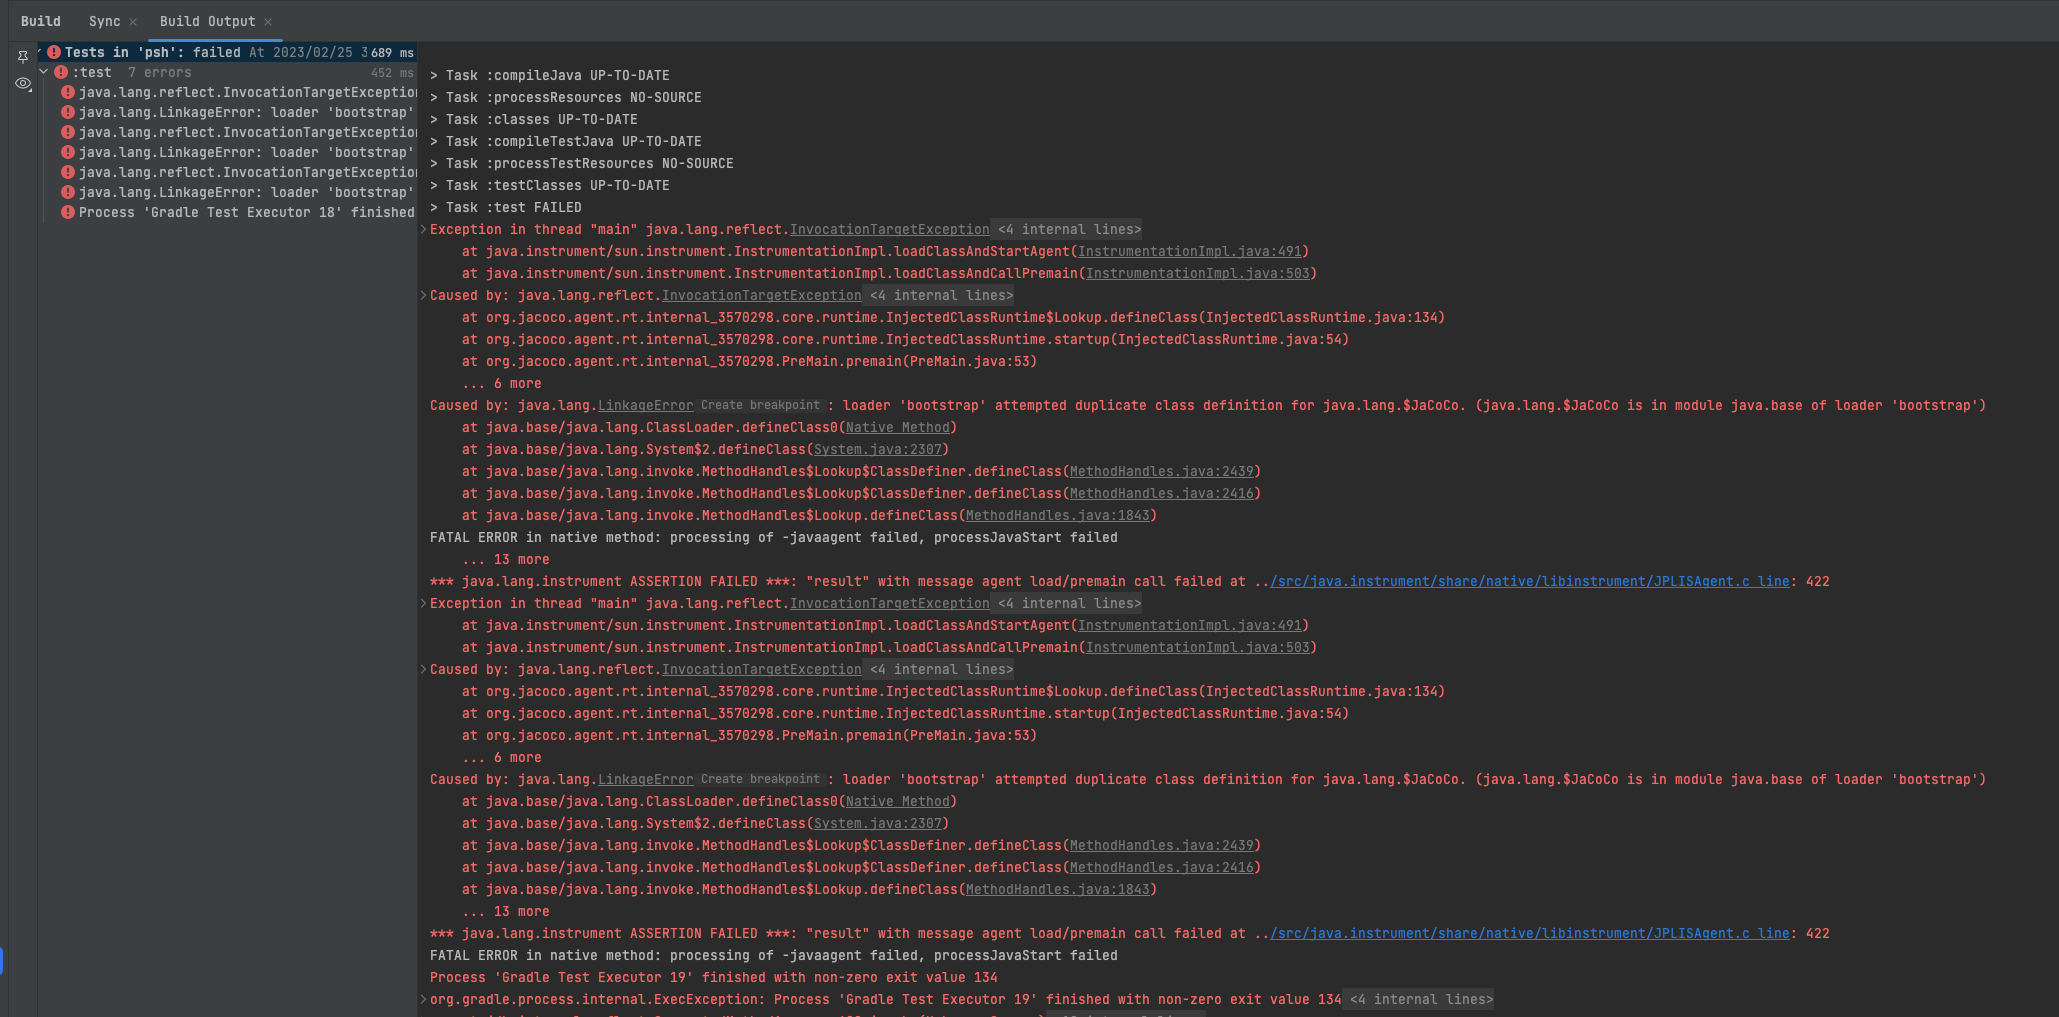 Build Sync Build Output
Tests in 'psh': failed At 2023/02/25 3 689 ms
:test 7 errors 452 ms
java.lang.reflect.InvocationTargetException
java.lang.LinkageError: loader 'bootstrap'
java.lang.reflect.InvocationTargetException
java.lang.LinkageError: loader 'bootstrap'
java.lang.reflect.InvocationTargetException
java.lang.LinkageError: loader 'bootstrap'
Process 'Gradle Test Executor 18' finished
> Task :compileJava UP-TO-DATE
> Task :processResources NO-SOURCE
> Task :classes UP-TO-DATE
> Task :compileTestJava UP-TO-DATE
> Task :processTestResources NO-SOURCE
> Task :testClasses UP-TO-DATE
> Task :test FAILED
Exception in thread "main" java.lang.reflect.InvocationTargetException <4 internal lines>
at java.instrument/sun.instrument.InstrumentationImpl.loadClassAndStartAgent(InstrumentationImpl.java:491)
at java.instrument/sun.instrument.InstrumentationImpl.loadClassAndCallPremain(InstrumentationImpl.java:503)
Caused by: java.lang.reflect.InvocationTargetException <4 internal lines>
at org.jacoco.agent.rt.internal_3570298.core.runtime.InjectedClassRuntime$Lookup.defineClass(InjectedClassRuntime.java:134)
at org.jacoco.agent.rt.internal_3570298.core.runtime.InjectedClassRuntime.startup(InjectedClassRuntime.java:54)
at org.jacoco.agent.rt.internal_3570298.PreMain.premain(PreMain.java:53)
... 6 more
Caused by: java.lang.LinkageError Create breakpoint : loader 'bootstrap' attempted duplicate class definition for java.lang.$JaCoCo. (java.lang.$JaCoCo is in module java.base of loader 'bootstrap')
at java.base/java.lang.ClassLoader.defineClass0(Native Method)
at java.base/java.lang.System$2.defineClass(System.java:2307)
at java.base/java.lang.invoke.MethodHandles$Lookup$ClassDefiner.defineClass(MethodHandles.java:2439)
at java.base/java.lang.invoke.MethodHandles$Lookup$ClassDefiner.defineClass(MethodHandles.java:2416)
at java.base/java.lang.invoke.MethodHandles$Lookup.defineClass(MethodHandles.java:1843)
FATAL ERROR in native method: processing of -javaagent failed, processJavaStart failed
... 13 more
*** java.lang.instrument ASSERTION FAILED ***: "result" with message agent load/premain call failed at ../src/java.instrument/share/native/libinstrument/JPLISAgent.c line: 422
Exception in thread "main" java.lang.reflect.InvocationTargetException <4 internal lines>
at java.instrument/sun.instrument.InstrumentationImpl.loadClassAndStartAgent(InstrumentationImpl.java:491)
at java.instrument/sun.instrument.InstrumentationImpl.loadClassAndCallPremain(InstrumentationImpl.java:503)
Caused by: java.lang.reflect.InvocationTargetException <4 internal lines>
at org.jacoco.agent.rt.internal_3570298.core.runtime.InjectedClassRuntime$Lookup.defineClass(InjectedClassRuntime.java:134)
at org.jacoco.agent.rt.internal_3570298.core.runtime.InjectedClassRuntime.startup(InjectedClassRuntime.java:54)
at org.jacoco.agent.rt.internal_3570298.PreMain.premain(PreMain.java:53)
... 6 more
Caused by: java.lang.LinkageError Create breakpoint : loader 'bootstrap' attempted duplicate class definition for java.lang.$JaCoCo. (java.lang.$JaCoCo is in module java.base of loader 'bootstrap')
at java.base/java.lang.ClassLoader.defineClass0(Native Method)
at java.base/java.lang.System$2.defineClass(System.java:2307)
at java.base/java.lang.invoke.MethodHandles$Lookup$ClassDefiner.defineClass(MethodHandles.java:2439)
at java.base/java.lang.invoke.MethodHandles$Lookup$ClassDefiner.defineClass(MethodHandles.java:2416)
at java.base/java.lang.invoke.MethodHandles$Lookup.defineClass(MethodHandles.java:1843)
... 13 more
*** java.lang.instrument ASSERTION FAILED ***: "result" with message agent load/premain call failed at ../src/java.instrument/share/native/libinstrument/JPLISAgent.c line: 422
FATAL ERROR in native method: processing of -javaagent failed, processJavaStart failed
Process 'Gradle Test Executor 19' finished with non-zero exit value 134
org.gradle.process.internal.ExecException: Process 'Gradle Test Executor 19' finished with non-zero exit value 134 <4 internal lines>